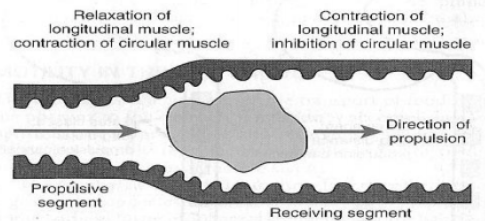 Relaxation of
longitudinal muscle;
contraction of circular muscle
Contraction of
longitudinal muscle;
inhibition of circular muscle
Direction of
propulsion
Propulsive
segment
Receiving segment